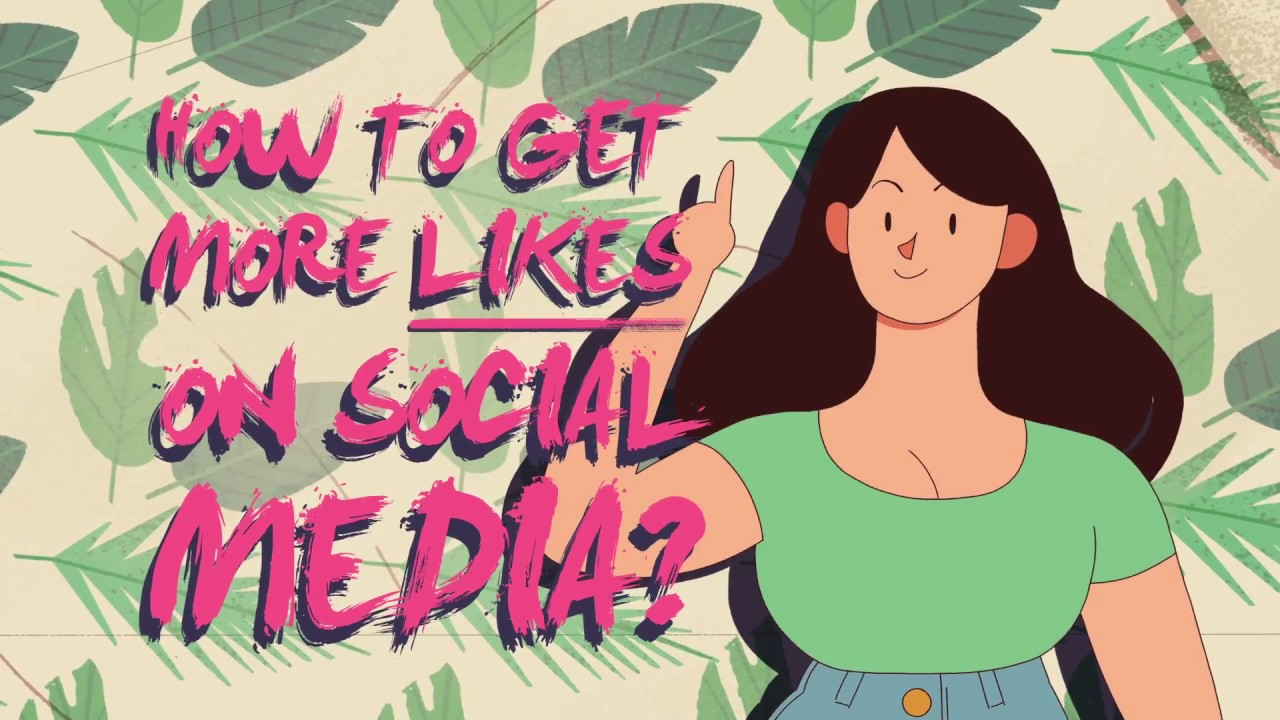 HOW TO GET
MORE LIKES
ON SOCIAL
MEDIA?